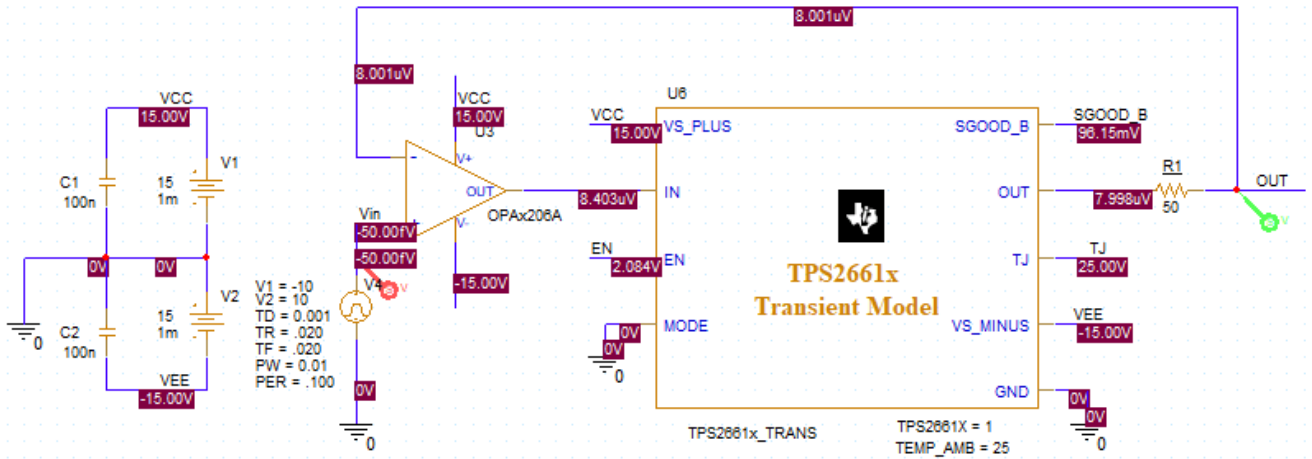 8.001uV
8.001uV
VCC
15.00V
V1
15
1m
C1
100n
0V
0V
0
V2
15
1m
C2
100n
VEE
-15.00V
VCC
15.00V
U3
-
+
V+
V-
OUT
OPAx206A
-15.00V
Vin
-50.00fV
-50.00fV
V4
V
V1 = -10
V2 = 10
TD = 0.001
TR = .020
TF = .020
PW = 0.01
PER = .100
0V
0
8.403uV
U6
VCC
15.00V
VS_PLUS
IN
EN
2.084V
EN
0V
0V
0
MODE
TPS2661x
Transient Model
SGOOD_B
SGOOD_B
96.15mV
OUT
7.998uV
R1
50
OUT
V
TJ
TJ
25.00V
VS_MINUS
VEE
-15.00V
GND
0V
0V
0
TPS2661x_TRANS
TPS2661X = 1
TEMP_AMB = 25